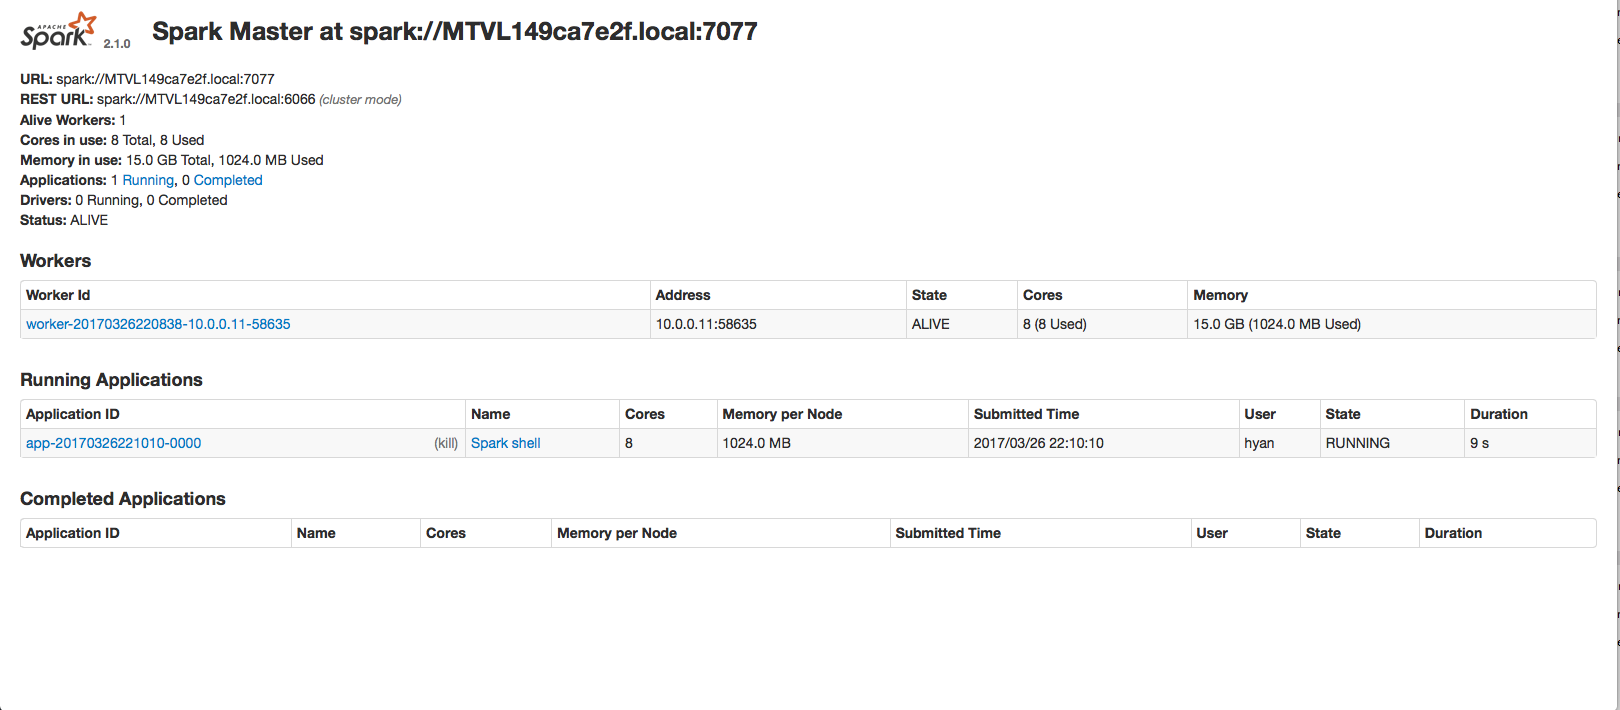 APACHE
Spark 2.1.0 Spark Master at spark://MTVL149ca7e2f.local:7077
URL: spark://MTVL149ca7e2f.local:7077
REST URL: spark://MTVL149ca7e2f.local:6066 (cluster mode)
Alive Workers: 1
Cores in use: 8 Total, 8 Used
Memory in use: 15.0 GB Total, 1024.0 MB Used
Applications: 1 Running, 0 Completed
Drivers: 0 Running, 0 Completed
Status: ALIVE
Workers
Worker Id Address State Cores Memory
worker-20170326220838-10.0.0.11-58635 10.0.0.11:58635 ALIVE 8 (8 Used) 15.0 GB (1024.0 MB Used)
Running Applications
Application ID Name Cores Memory per Node Submitted Time User State Duration
app-20170326221010-0000 (kill) Spark shell 8 1024.0 MB 2017/03/26 22:10:10 hyan RUNNING 9 s
Completed Applications
Application ID Name Cores Memory per Node Submitted Time User State Duration